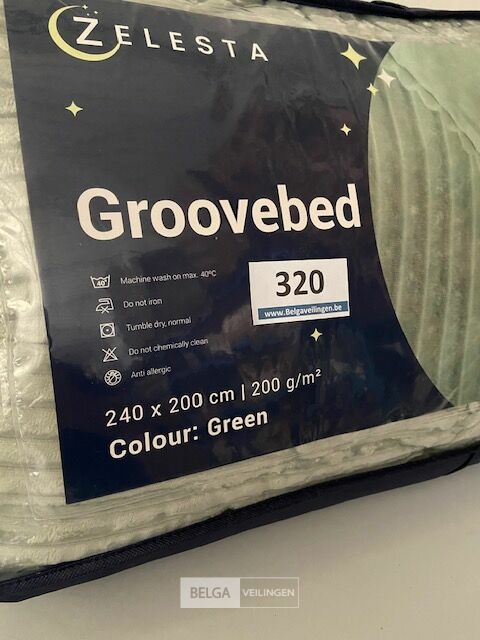 ZELESTA
Groovebed
40 Machine wash on max. 40ºC
Do not iron
Tumble dry, normal
Do not chemically clean
Anti allergic
320
www.Belgaveilingen.be
240 x 200 cm | 200 g/m²
Colour: Green
BELGA VEILINGEN